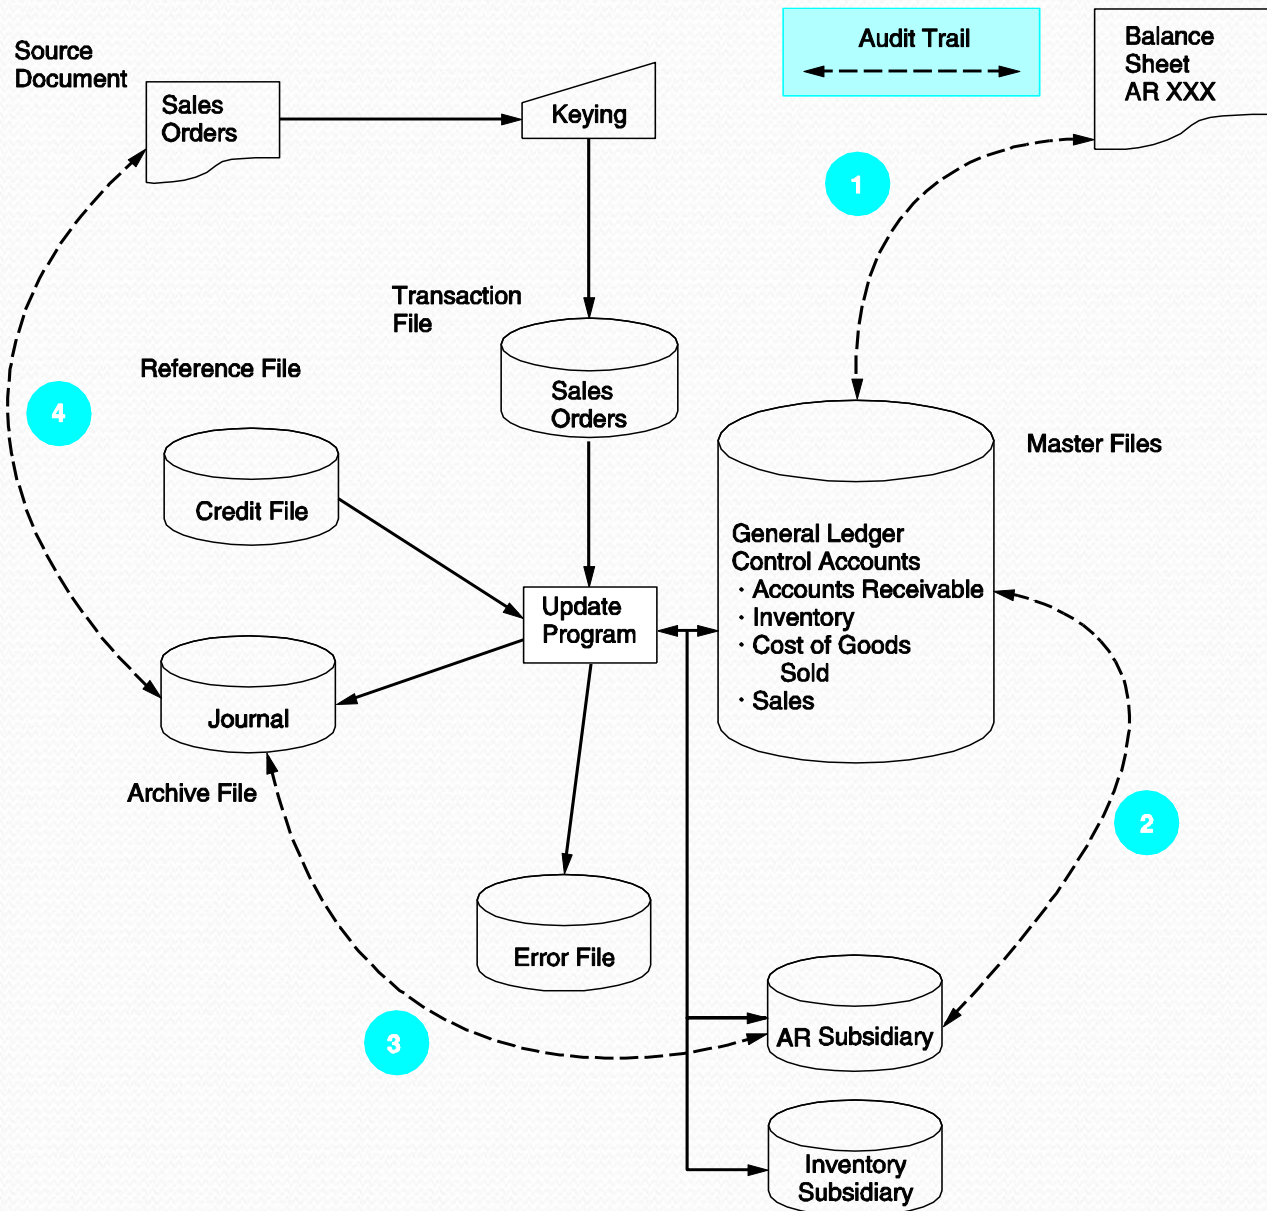 Source
Document
Sales
Orders
Keying
Audit Trail
Balance
Sheet
AR XXX
1
Transaction
File
Sales
Orders
Reference File
4
Credit File
Master Files
General Ledger
Control Accounts
· Accounts Receivable
· Inventory
· Cost of Goods
Sold
· Sales
Update
Program
Journal
Archive File
2
Error File
3
AR Subsidiary
Inventory
Subsidiary